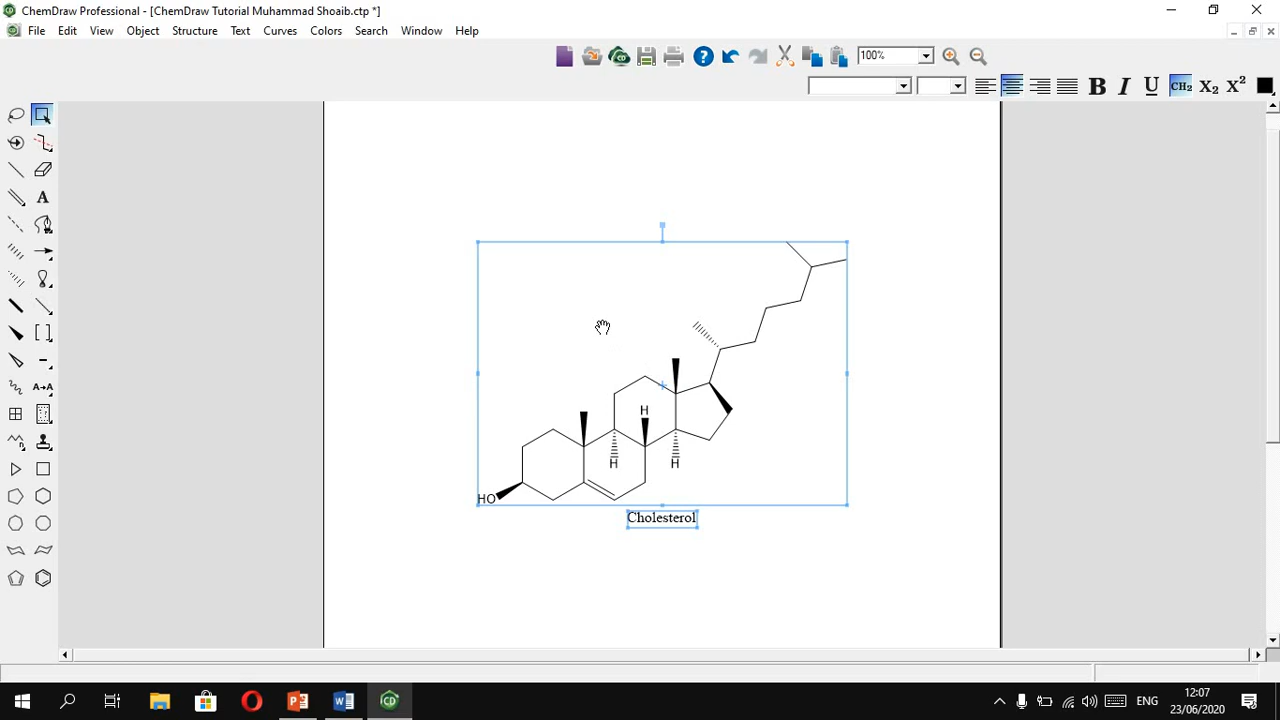 ChemDraw Professional - [ChemDraw Tutorial Muhammad Shoaib.ctp *]
File Edit View Object Structure Text Curves Colors Search Window Help
100%
B I U CH2 X2 X²
A
A→A
H
H H
HO
Cholesterol
ENG
12:07
23/06/2020